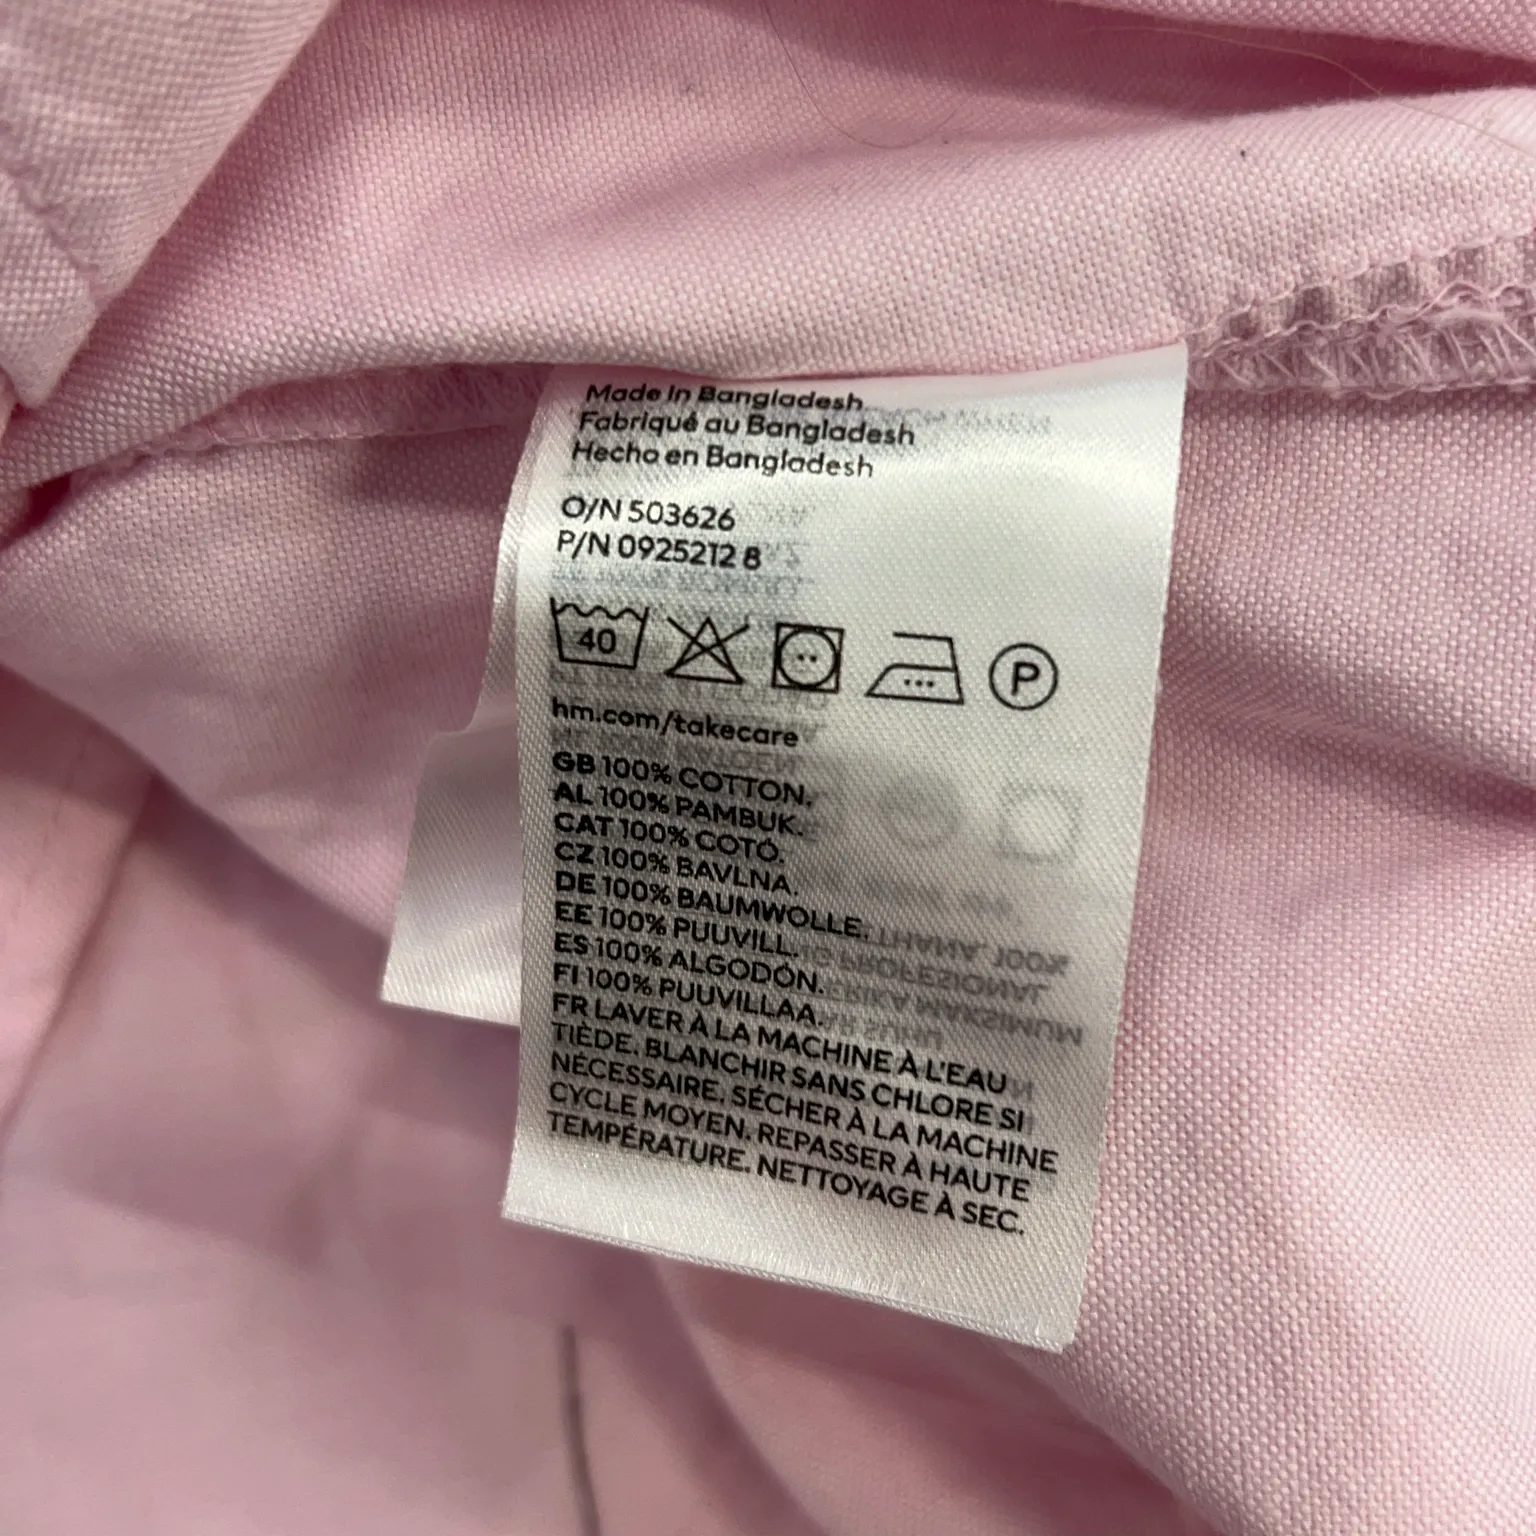 Made in Bangladesh
Fabriqué au Bangladesh
Hecho en Bangladesh
O/N 503626
P/N 0925212 8
40
P
hm.com/takecare
GB 100% COTTON.
AL 100% PAMBUK.
CAT 100% COTÓ.
CZ 100% BAVLNA.
DE 100% BAUMWOLLE.
EE 100% PUUVILL.
ES 100% ALGODÓN.
FI 100% PUUVILLAA.
FR LAVER À LA MACHINE À L'EAU
TIÈDE. BLANCHIR SANS CHLORE SI
NÉCESSAIRE. SÉCHER À LA MACHINE
CYCLE MOYEN. REPASSER À HAUTE
TEMPÉRATURE. NETTOYAGE À SEC.